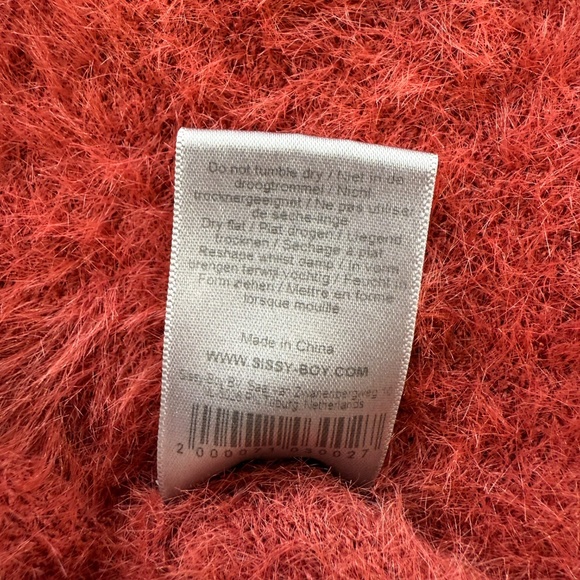 Do not tumble dry / Niet in de
droogtrommel / Nicht
trocknergeeignet / Ne pas utiliser
de sèche-linge
Dry flat / Plat drogen / Liegend
trocknen / Séchage à plat
Reshape whilst damp / In vorm
brengen terwijl vochtig / Feucht in
Form ziehen / Mettre en forme
lorsque mouillé
Made in China
WWW.SISSY-BOY.COM
Netherlands